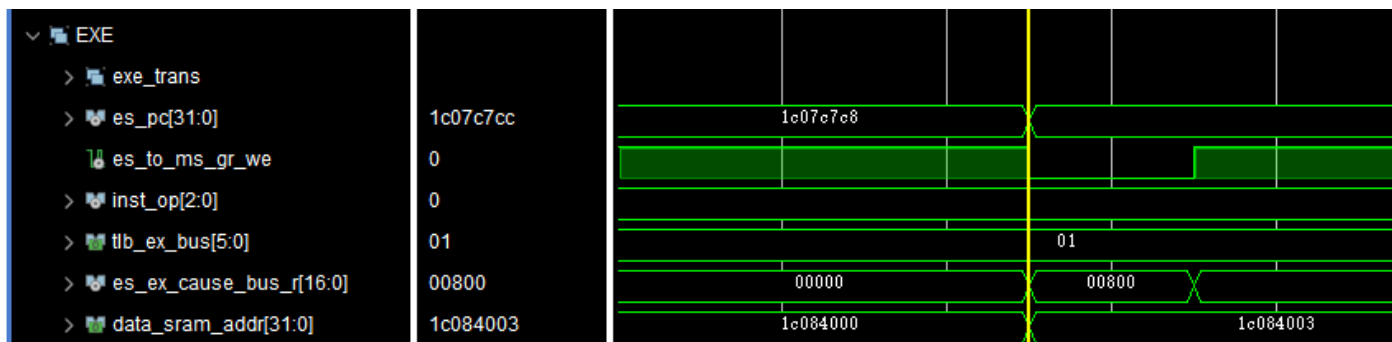 EXE
exe_trans
es_pc[31:0] 1c07c7cc 1c07c7c8
es_to_ms_gr_we 0
inst_op[2:0] 0
tlb_ex_bus[5:0] 01 01
es_ex_cause_bus_r[16:0] 00800 00000 00800
data_sram_addr[31:0] 1c084003 1c084000 1c084003